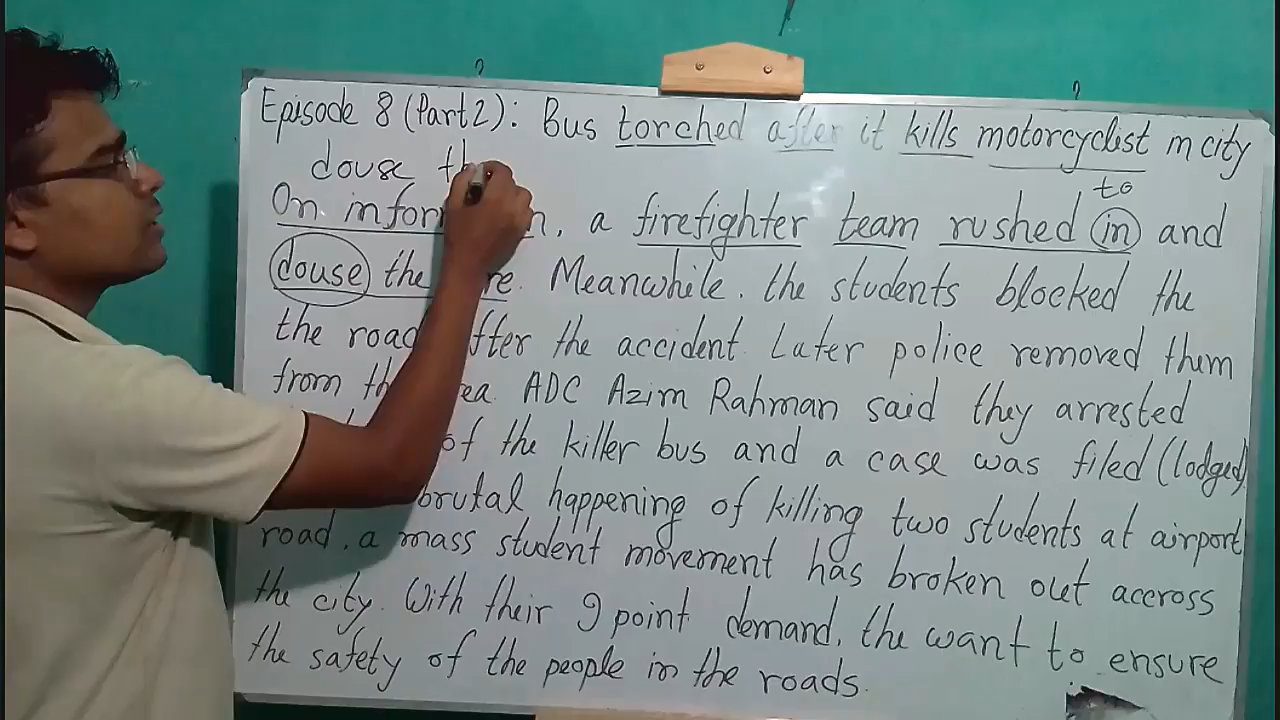 Episode 8 (Part 2): Bus torched after it kills motorcyclist in city
douse th
to
On infor n, a firefighter team rushed in and
douse the re. Meanwhile, the students blocked the
the road fter the accident. Later police removed them
from th ea. ADC Azim Rahman said they arrested
of the killer bus and a case was filed (lodged)
brutal happening of killing two students at airport
road, a mass student movement has broken out accross
the city. With their 9 point demand, the want to ensure
the safety of the people in the roads.